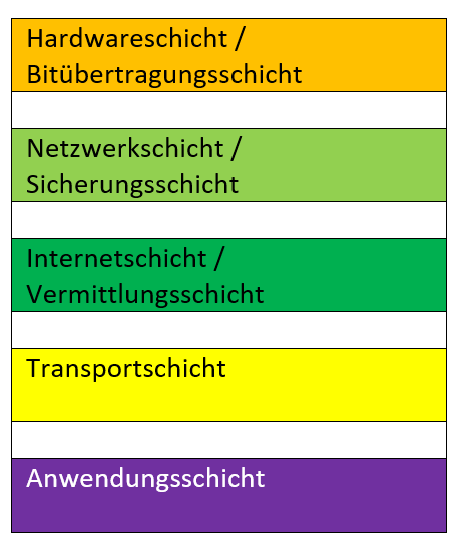 Hardwareschicht /
Bitübertragungsschicht
Netzwerkschicht /
Sicherungsschicht
Internetschicht /
Vermittlungsschicht
Transportschicht
Anwendungsschicht